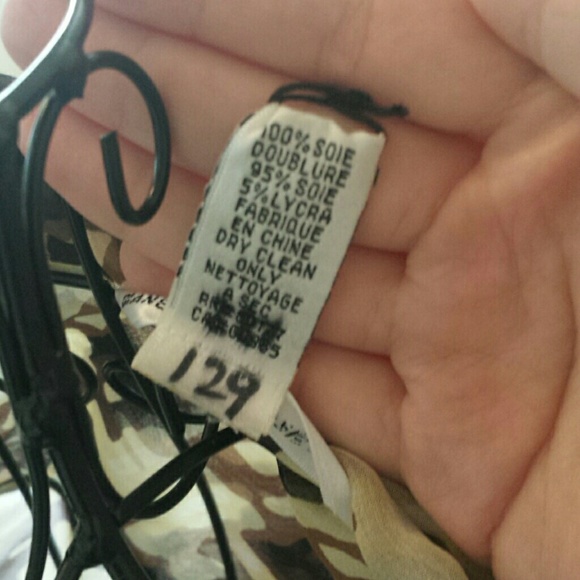 100% SOIE
DOUBLURE
95% SOIE
5% LYCRA
FABRIQUE
EN CHINE
DRY CLEAN
ONLY
NETTOYAGE
A SEC
129